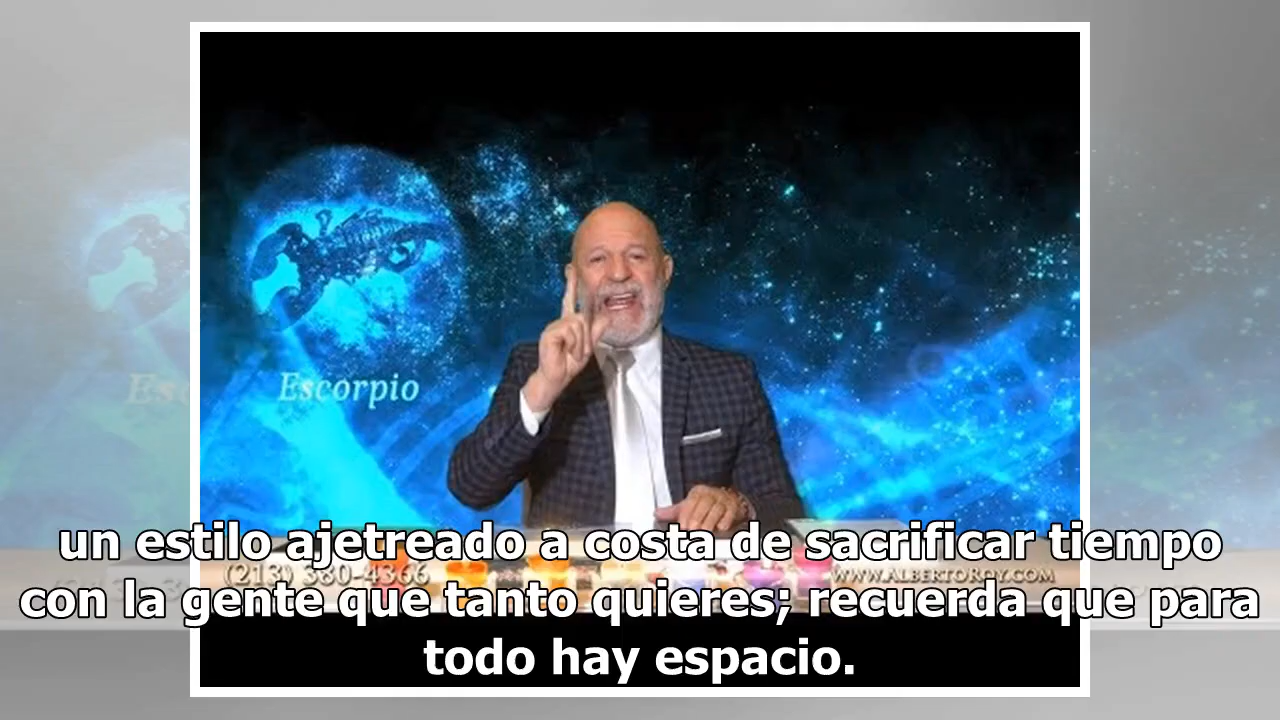 Escorpio
un estilo ajetreado a costa de sacrificar tiempo
(213) 380-4366 www.AlbertoRoy.com
con la gente que tanto quieres; recuerda que para
todo hay espacio.